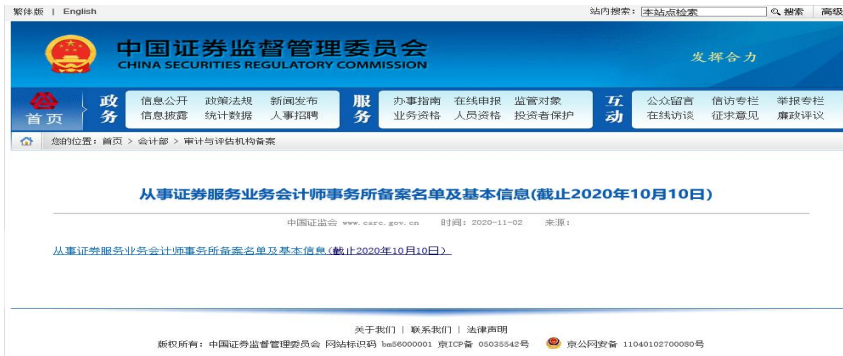 繁体版 | English 站内搜索: 本站点检索 搜索 高级
中国证券监督管理委员会
CHINA SECURITIES REGULATORY COMMISSION
发挥合力
首页 政务 信息公开 政策法规 新闻发布 服务 办事指南 在线申报 监管对象 互动 公众留言 信访专栏 举报专栏
信息披露 统计数据 人事招聘 业务资格 人员资格 投资者保护 在线访谈 征求意见 廉政评议
您的位置: 首页 > 会计部 > 审计与评估机构备案
从事证券服务业务会计师事务所备案名单及基本信息(截止2020年10月10日)
中国证监会 www.csrc.gov.cn 时间: 2020-11-02 来源:
从事证券服务业务会计师事务所备案名单及基本信息(截止2020年10月10日)
关于我们 | 联系我们 | 法律声明
版权所有: 中国证券监督管理委员会 网站标识码 bm56000001 京ICP备 05035542号 京公网安备 11040102700080号